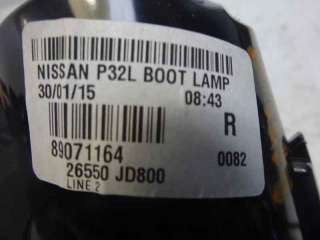 NISSAN P32L BOOT LAMP
30/01/15 08:43
R
89071164 0082
26550 JD800
LINE 2